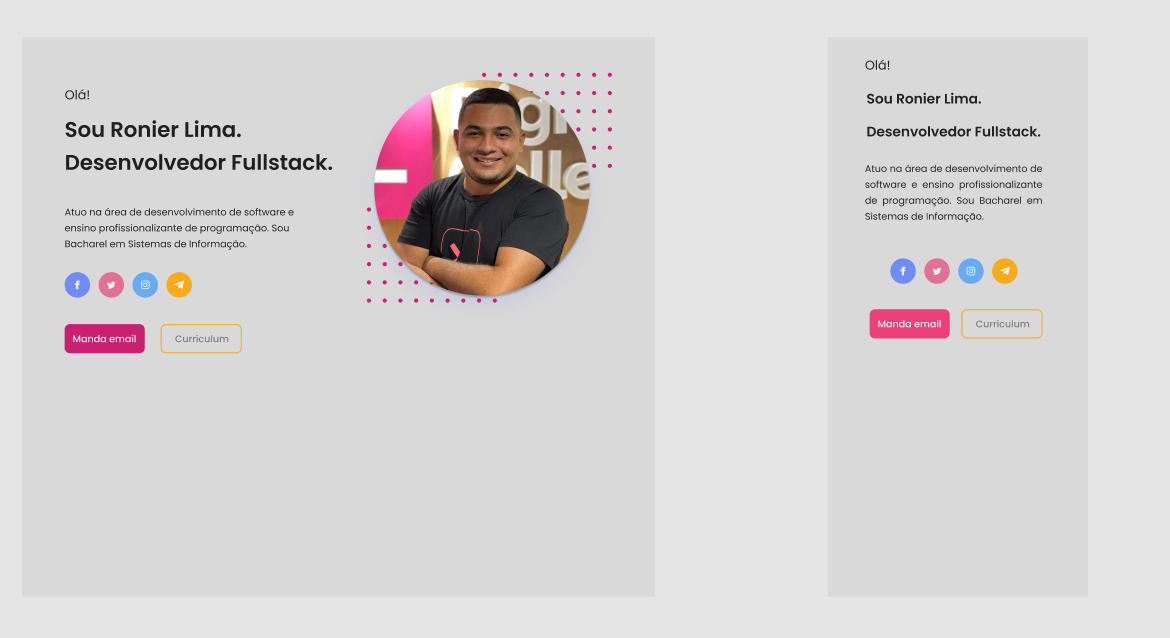 Olá!
Sou Ronier Lima.
Desenvolvedor Fullstack.
Atuo na área de desenvolvimento de software e
ensino profissionalizante de programação. Sou
Bacharel em Sistemas de Informação.
Manda email
Curriculum
Olá!
Sou Ronier Lima.
Desenvolvedor Fullstack.
Atuo na área de desenvolvimento de
software e ensino profissionalizante
de programação. Sou Bacharel em
Sistemas de Informação.
Manda email
Curriculum